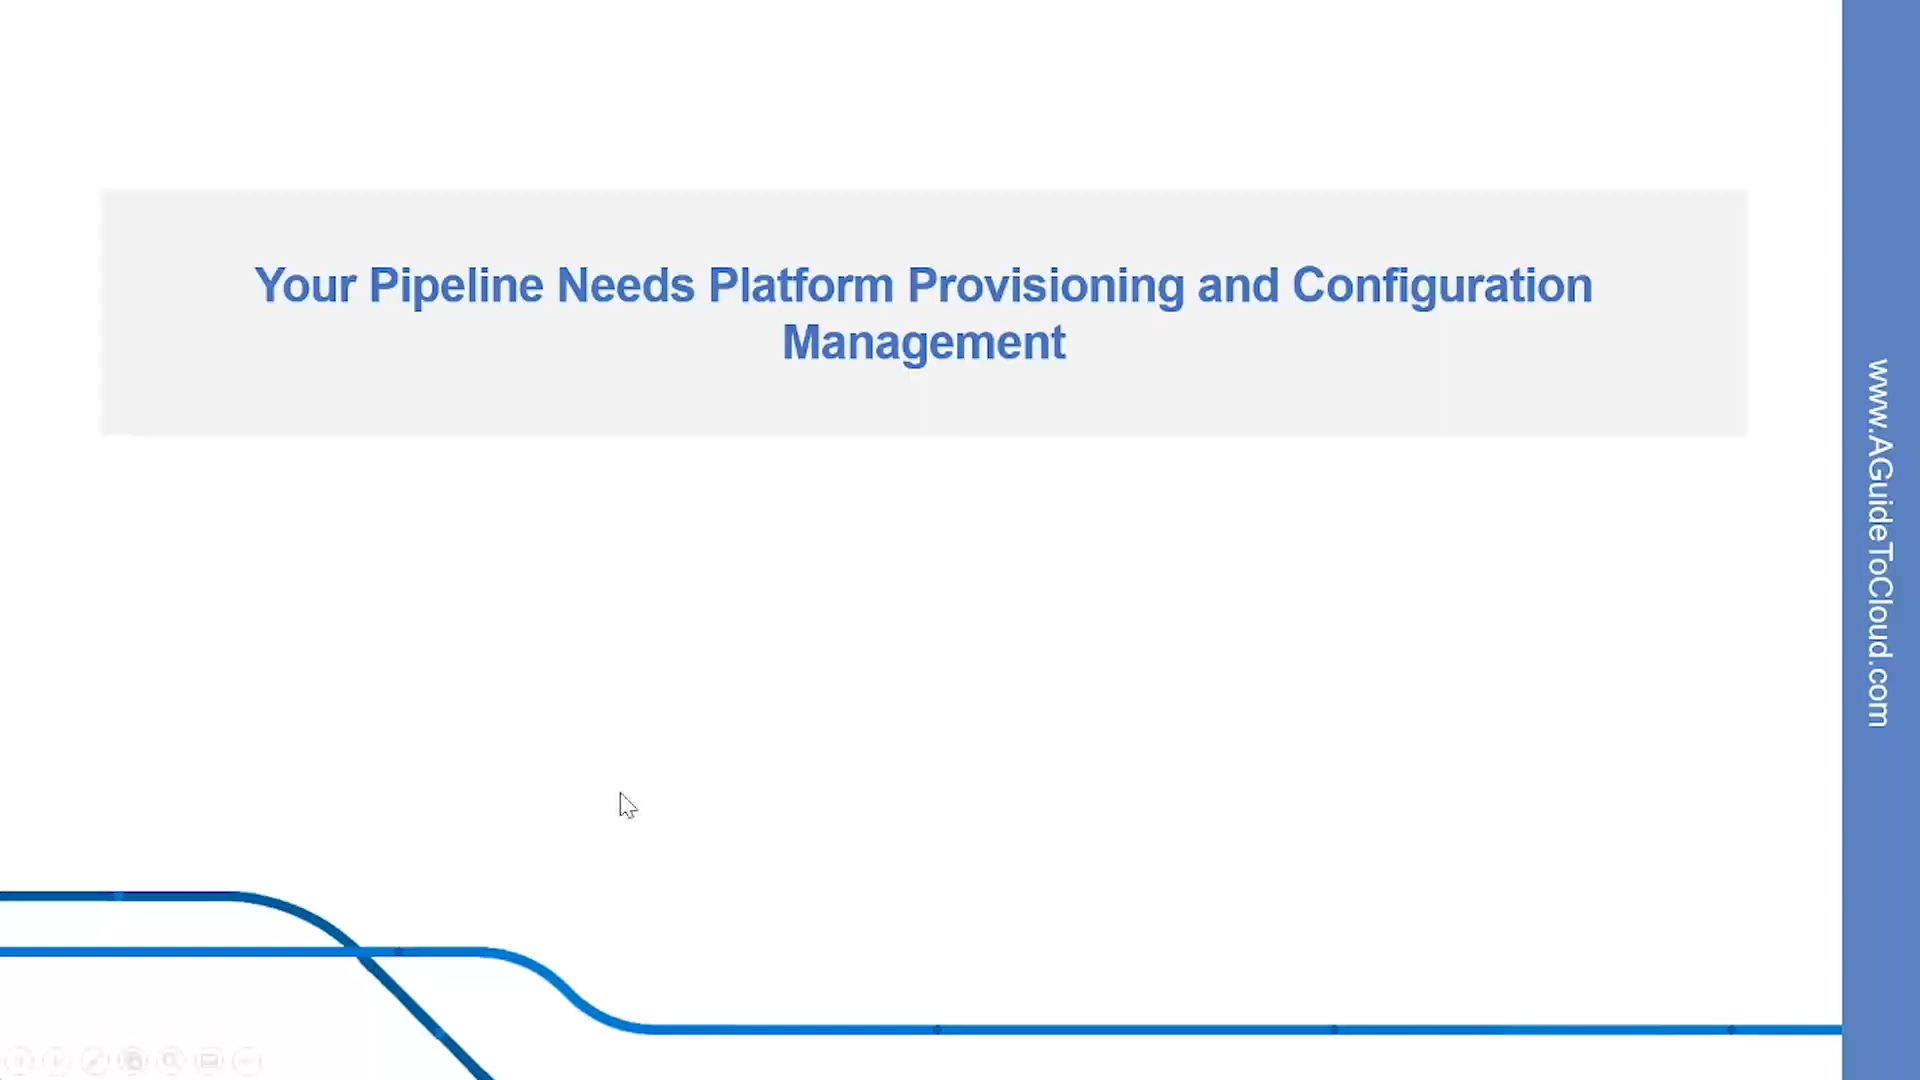 Your Pipeline Needs Platform Provisioning and Configuration
Management
www.AGuideToCloud.com